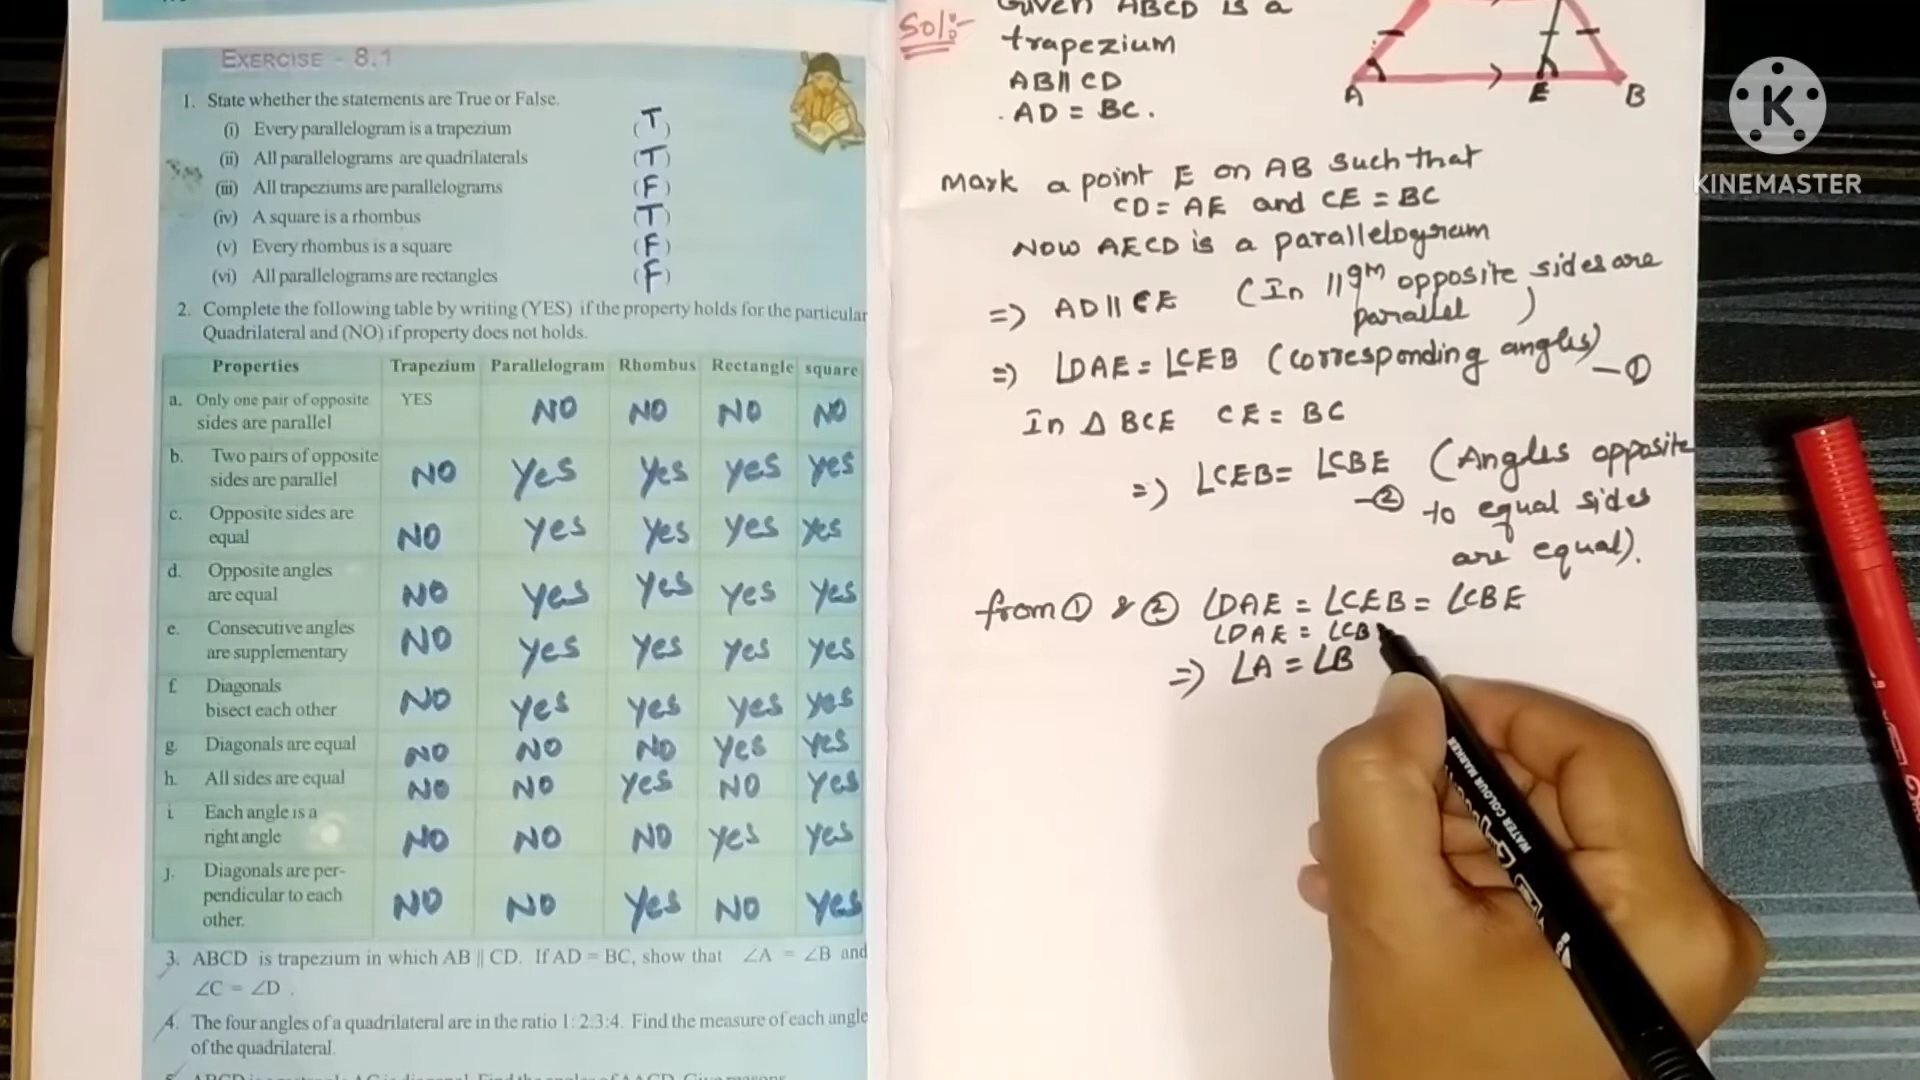 EXERCISE - 8.1
1. State whether the statements are True or False.
(i) Every parallelogram is a trapezium (T)
(ii) All parallelograms are quadrilaterals (T)
(iii) All trapeziums are parallelograms (F)
(iv) A square is a rhombus (T)
(v) Every rhombus is a square (F)
(vi) All parallelograms are rectangles (F)
2. Complete the following table by writing (YES) if the property holds for the particular
Quadrilateral and (NO) if property does not holds.
Properties Trapezium Parallelogram Rhombus Rectangle square
a. Only one pair of opposite YES NO NO NO NO
sides are parallel
b. Two pairs of opposite NO Yes Yes Yes Yes
sides are parallel
c. Opposite sides are NO Yes Yes Yes Yes
equal
d. Opposite angles NO Yes Yes Yes Yes
are equal
e. Consecutive angles NO Yes Yes Yes Yes
are supplementary
f. Diagonals NO Yes Yes Yes Yes
bisect each other
g. Diagonals are equal NO NO NO Yes Yes
h. All sides are equal NO NO Yes NO Yes
i. Each angle is a NO NO NO Yes Yes
right angle
j. Diagonals are per- NO NO Yes NO Yes
pendicular to each
other.
3. ABCD is trapezium in which AB || CD. If AD = BC, show that ∠A = ∠B and
∠C = ∠D .
4. The four angles of a quadrilateral are in the ratio 1: 2:3:4. Find the measure of each angle
of the quadrilateral.
Sol:- Given ABCD is a
trapezium
AB || CD
AD = BC.
A E B
K
KINEMASTER
Mark a point E on AB such that
CD = AE and CE = BC
Now AECD is a parallelogram
=> AD || CE (In ||gm opposite sides are
parallel )
=> ∠DAE = ∠CEB (corresponding angles) - ①
In Δ BCE CE = BC
=> ∠CEB = ∠CBE (Angles opposite
-② to equal sides
are equal).
from ① & ② ∠DAE = ∠CEB = ∠CBE
∠DAE = ∠CB
=> ∠A = ∠B